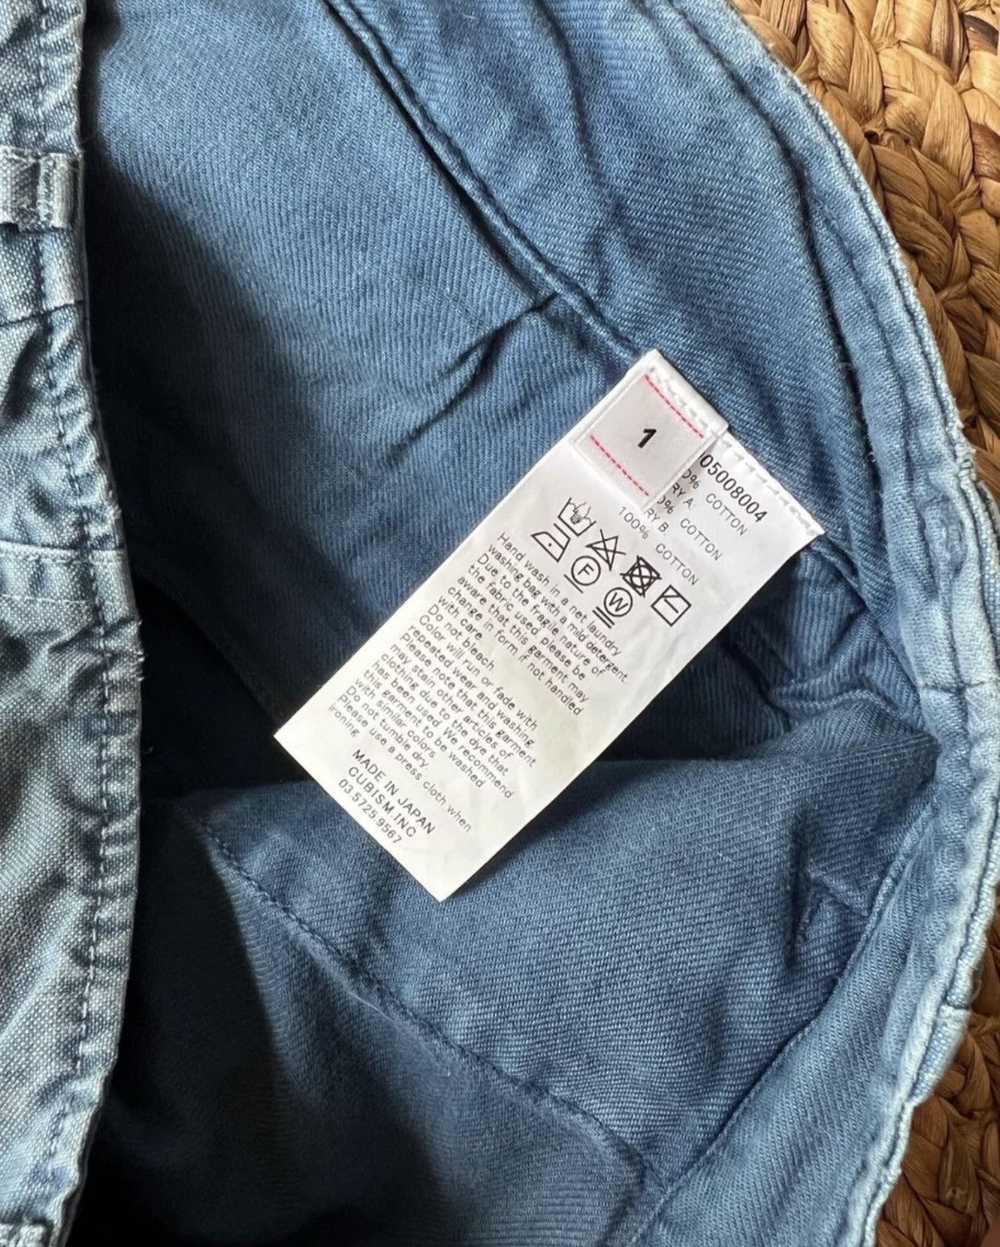 1
05008004
0% COTTON
RY A.
0% COTTON
RY B.
100% COTTON
F
W
Hand wash in a net laundry
washing bag with a mild detergent.
Due to the fragile nature of
the fabric used, please be
aware that this garment may
change in form if not handled
with care.
Do not bleach
Color will run or fade with
repeated wear and washing.
Please note that this garment
may stain other articles of
clothing due to the dye that
has been used. We recommend
this garment to be washed
with similar colors.
Do not tumble dry.
Please use a press cloth when
ironing.
MADE IN JAPAN
CUBISM.INC
03.5725.9567